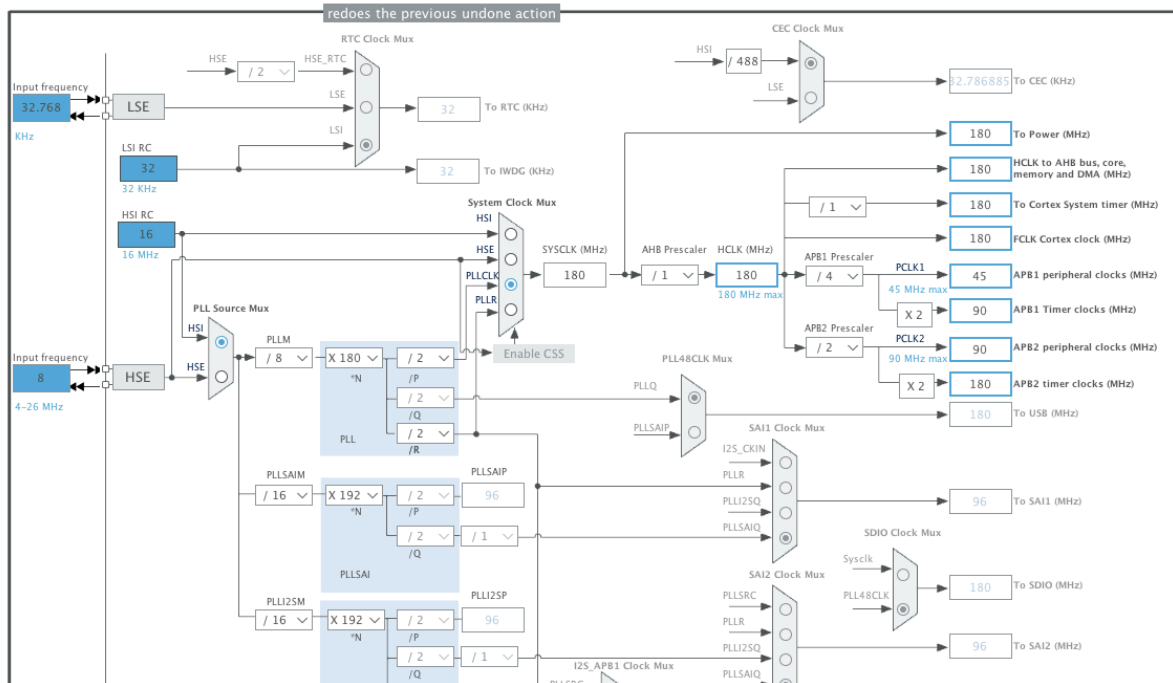 redoes the previous undone action
RTC Clock Mux
CEC Clock Mux
HSE
/ 2
HSE_RTC
HSI
/ 488
LSE
LSE
32
To RTC (KHz)
LSI
32.786885
To CEC (KHz)
Input frequency
32.768
KHz
LSE
LSI RC
32
32 KHz
32
To IWDG (KHz)
180
To Power (MHz)
180
HCLK to AHB bus, core,
memory and DMA (MHz)
HSI RC
16
16 MHz
System Clock Mux
HSI
HSE
PLLCLK
PLLR
SYSCLK (MHz)
180
AHB Prescaler
/ 1
HCLK (MHz)
180
180 MHz max
/ 1
180
To Cortex System timer (MHz)
180
FCLK Cortex clock (MHz)
APB1 Prescaler
/ 4
PCLK1
45 MHz max
45
APB1 peripheral clocks (MHz)
X 2
90
APB1 Timer clocks (MHz)
APB2 Prescaler
/ 2
PCLK2
90 MHz max
90
APB2 peripheral clocks (MHz)
X 2
180
APB2 timer clocks (MHz)
Enable CSS
PLL Source Mux
HSI
HSE
Input frequency
8
4-26 MHz
HSE
PLLM
/ 8
X 180
*N
/ 2
/P
/ 2
/Q
/ 2
/R
PLL
PLL48CLK Mux
PLLQ
PLLSAIP
180
To USB (MHz)
SAI1 Clock Mux
I2S_CKIN
PLLR
PLLI2SQ
PLLSAIQ
96
To SAI1 (MHz)
PLLSAIM
/ 16
X 192
*N
/ 2
/P
PLLSAIP
96
/ 2
/Q
/ 1
PLLSAI
SDIO Clock Mux
Sysclk
PLL48CLK
180
To SDIO (MHz)
SAI2 Clock Mux
PLLSRC
PLLR
PLLI2SQ
PLLSAIQ
96
To SAI2 (MHz)
PLLI2SM
/ 16
X 192
*N
/ 2
/P
PLLI2SP
96
/ 2
/Q
/ 1
I2S_APB1 Clock Mux